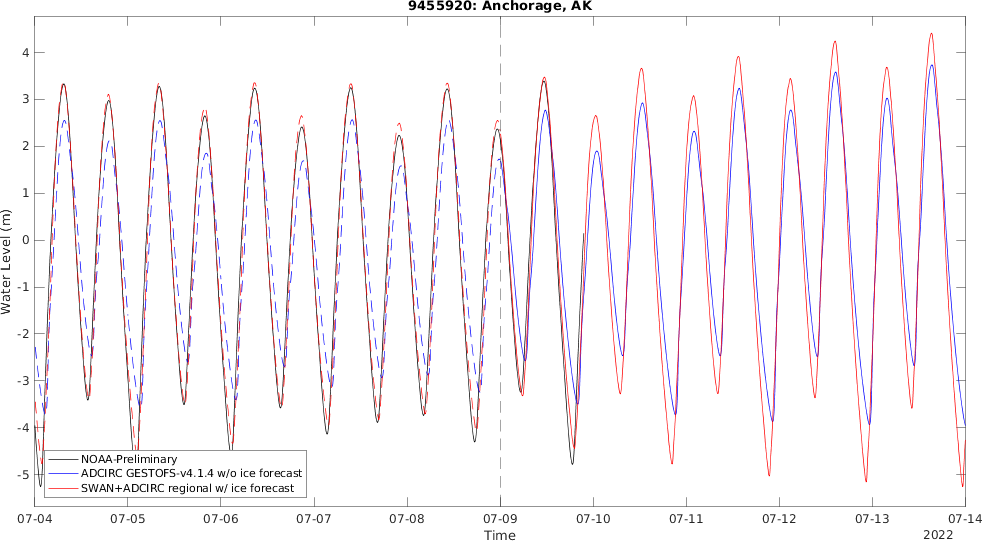 9455920: Anchorage, AK
Water Level (m)
4
3
2
1
0
-1
-2
-3
-4
-5
NOAA-Preliminary
ADCIRC GESTOFS-v4.1.4 w/o ice forecast
SWAN+ADCIRC regional w/ ice forecast
07-04 07-05 07-06 07-07 07-08 07-09 07-10 07-11 07-12 07-13 07-14
Time
2022